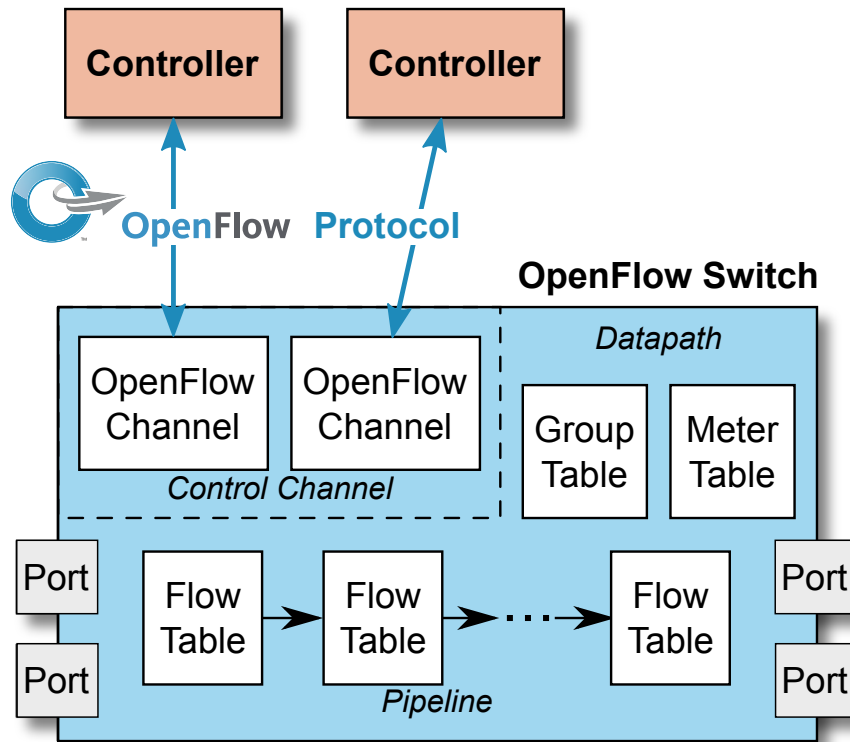 Controller
Controller
OpenFlow Protocol
™
OpenFlow Switch
Datapath
OpenFlow
Channel
OpenFlow
Channel
Control Channel
Group
Table
Meter
Table
Port
Port
Flow
Table
Flow
Table
...
Flow
Table
Port
Port
Pipeline